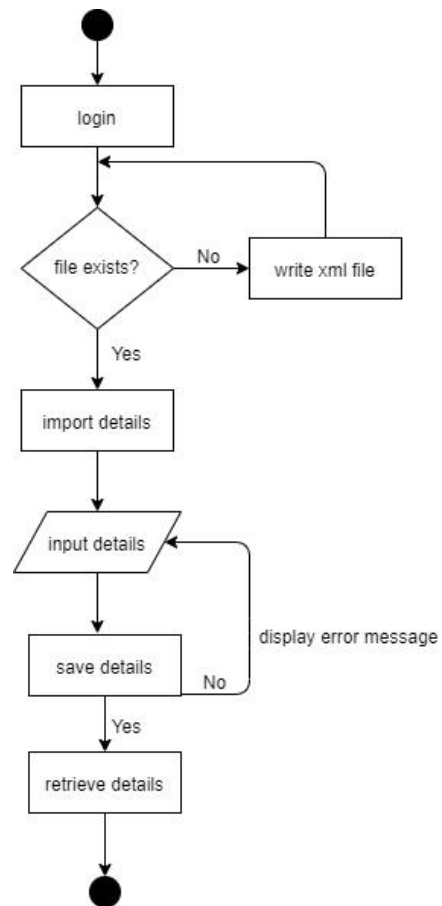 login
file exists?
No
write xml file
Yes
import details
input details
display error message
save details
No
Yes
retrieve details